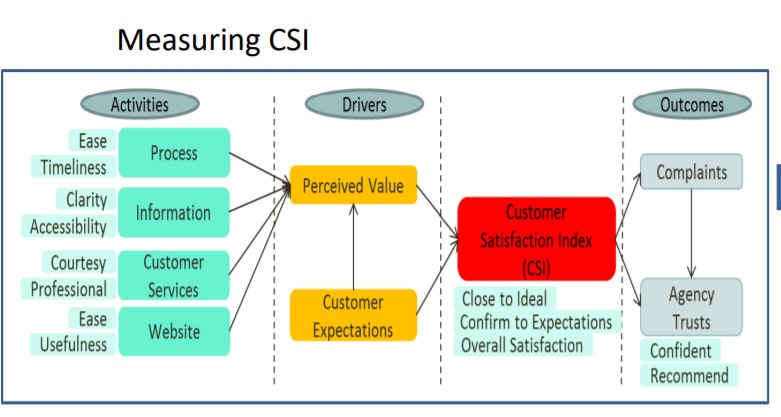 Measuring CSI
Activities
Drivers
Outcomes
Ease
Timeliness
Process
Clarity
Accessibility
Information
Courtesy
Professional
Customer
Services
Ease
Usefulness
Website
Perceived Value
Customer
Expectations
Customer
Satisfaction Index
(CSI)
Close to Ideal
Confirm to Expectations
Overall Satisfaction
Complaints
Agency
Trusts
Confident
Recommend